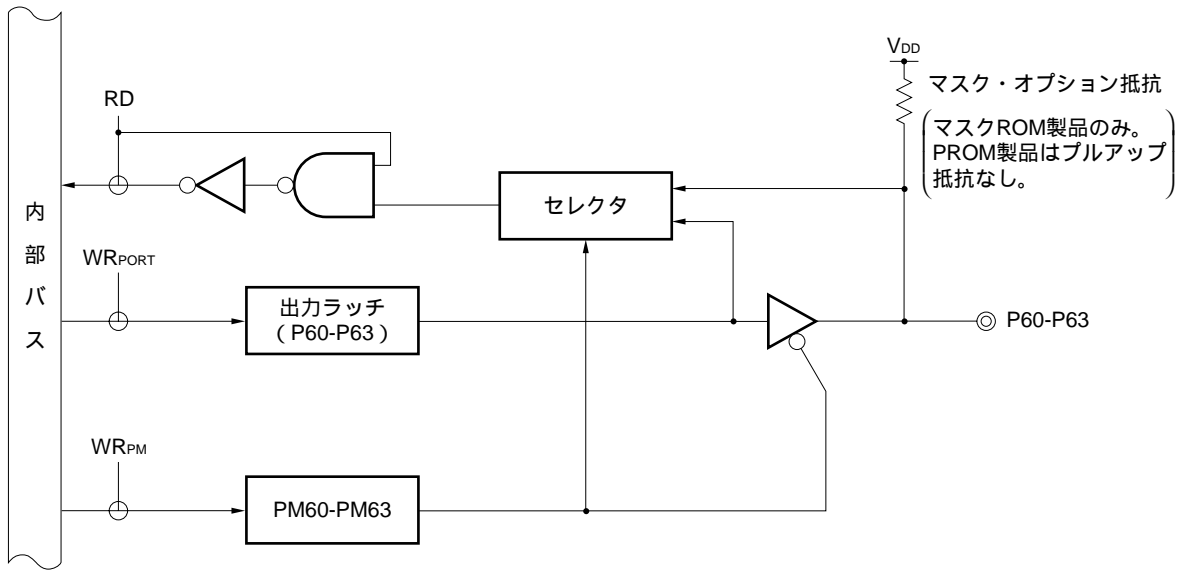 VDD
マスク・オプション抵抗
マスクROM製品のみ。
PROM製品はプルアップ
抵抗なし。
RD
セレクタ
内部バス
WRPORT
出力ラッチ
(P60-P63)
P60-P63
WRPM
PM60-PM63